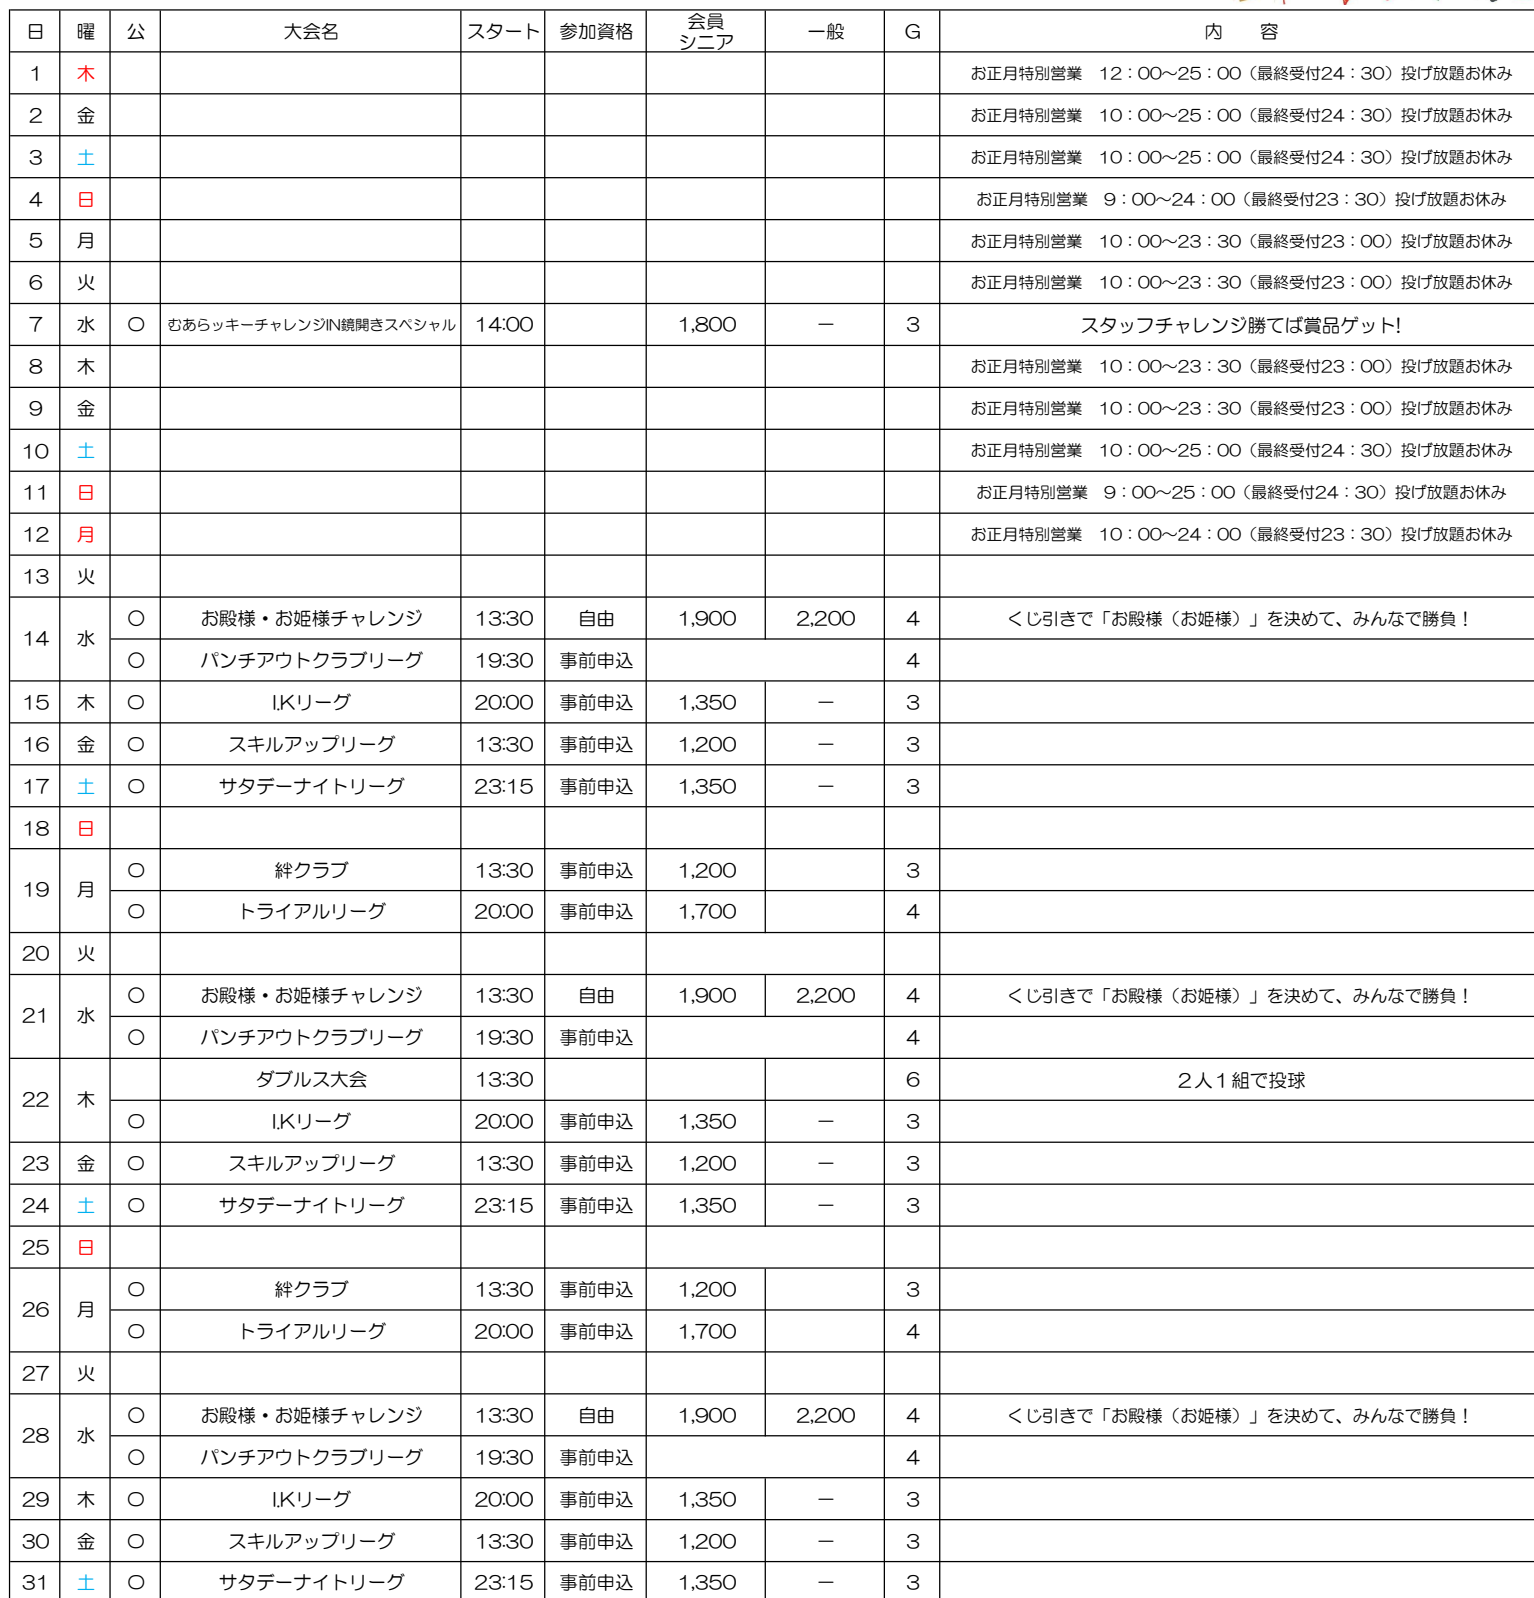 日 曜 公 大会名 スタート 参加資格 会員シニア 一般 G 内　容
1 木 お正月特別営業　12：00〜25：00（最終受付24：30）投げ放題お休み
2 金 お正月特別営業　10：00〜25：00（最終受付24：30）投げ放題お休み
3 土 お正月特別営業　10：00〜25：00（最終受付24：30）投げ放題お休み
4 日 お正月特別営業　9：00〜24：00（最終受付23：30）投げ放題お休み
5 月 お正月特別営業　10：00〜23：30（最終受付23：00）投げ放題お休み
6 火 お正月特別営業　10：00〜23：30（最終受付23：00）投げ放題お休み
7 水 〇 むあらッキーチャレンジIN鏡開きスペシャル 14:00 1,800 － 3 スタッフチャレンジ勝てば賞品ゲット!
8 木 お正月特別営業　10：00〜23：30（最終受付23：00）投げ放題お休み
9 金 お正月特別営業　10：00〜23：30（最終受付23：00）投げ放題お休み
10 土 お正月特別営業　10：00〜25：00（最終受付24：30）投げ放題お休み
11 日 お正月特別営業　9：00〜25：00（最終受付24：30）投げ放題お休み
12 月 お正月特別営業　10：00〜24：00（最終受付23：30）投げ放題お休み
13 火
14 水 〇 お殿様・お姫様チャレンジ 13:30 自由 1,900 2,200 4 くじ引きで「お殿様（お姫様）」を決めて、みんなで勝負！
〇 パンチアウトクラブリーグ 19:30 事前申込 4
15 木 〇 I.Kリーグ 20:00 事前申込 1,350 － 3
16 金 〇 スキルアップリーグ 13:30 事前申込 1,200 － 3
17 土 〇 サタデーナイトリーグ 23:15 事前申込 1,350 － 3
18 日
19 月 〇 絆クラブ 13:30 事前申込 1,200 3
〇 トライアルリーグ 20:00 事前申込 1,700 4
20 火
21 水 〇 お殿様・お姫様チャレンジ 13:30 自由 1,900 2,200 4 くじ引きで「お殿様（お姫様）」を決めて、みんなで勝負！
〇 パンチアウトクラブリーグ 19:30 事前申込 4
22 木 ダブルス大会 13:30 6 ２人１組で投球
〇 I.Kリーグ 20:00 事前申込 1,350 － 3
23 金 〇 スキルアップリーグ 13:30 事前申込 1,200 － 3
24 土 〇 サタデーナイトリーグ 23:15 事前申込 1,350 － 3
25 日
26 月 〇 絆クラブ 13:30 事前申込 1,200 3
〇 トライアルリーグ 20:00 事前申込 1,700 4
27 火
28 水 〇 お殿様・お姫様チャレンジ 13:30 自由 1,900 2,200 4 くじ引きで「お殿様（お姫様）」を決めて、みんなで勝負！
〇 パンチアウトクラブリーグ 19:30 事前申込 4
29 木 〇 I.Kリーグ 20:00 事前申込 1,350 － 3
30 金 〇 スキルアップリーグ 13:30 事前申込 1,200 － 3
31 土 〇 サタデーナイトリーグ 23:15 事前申込 1,350 － 3